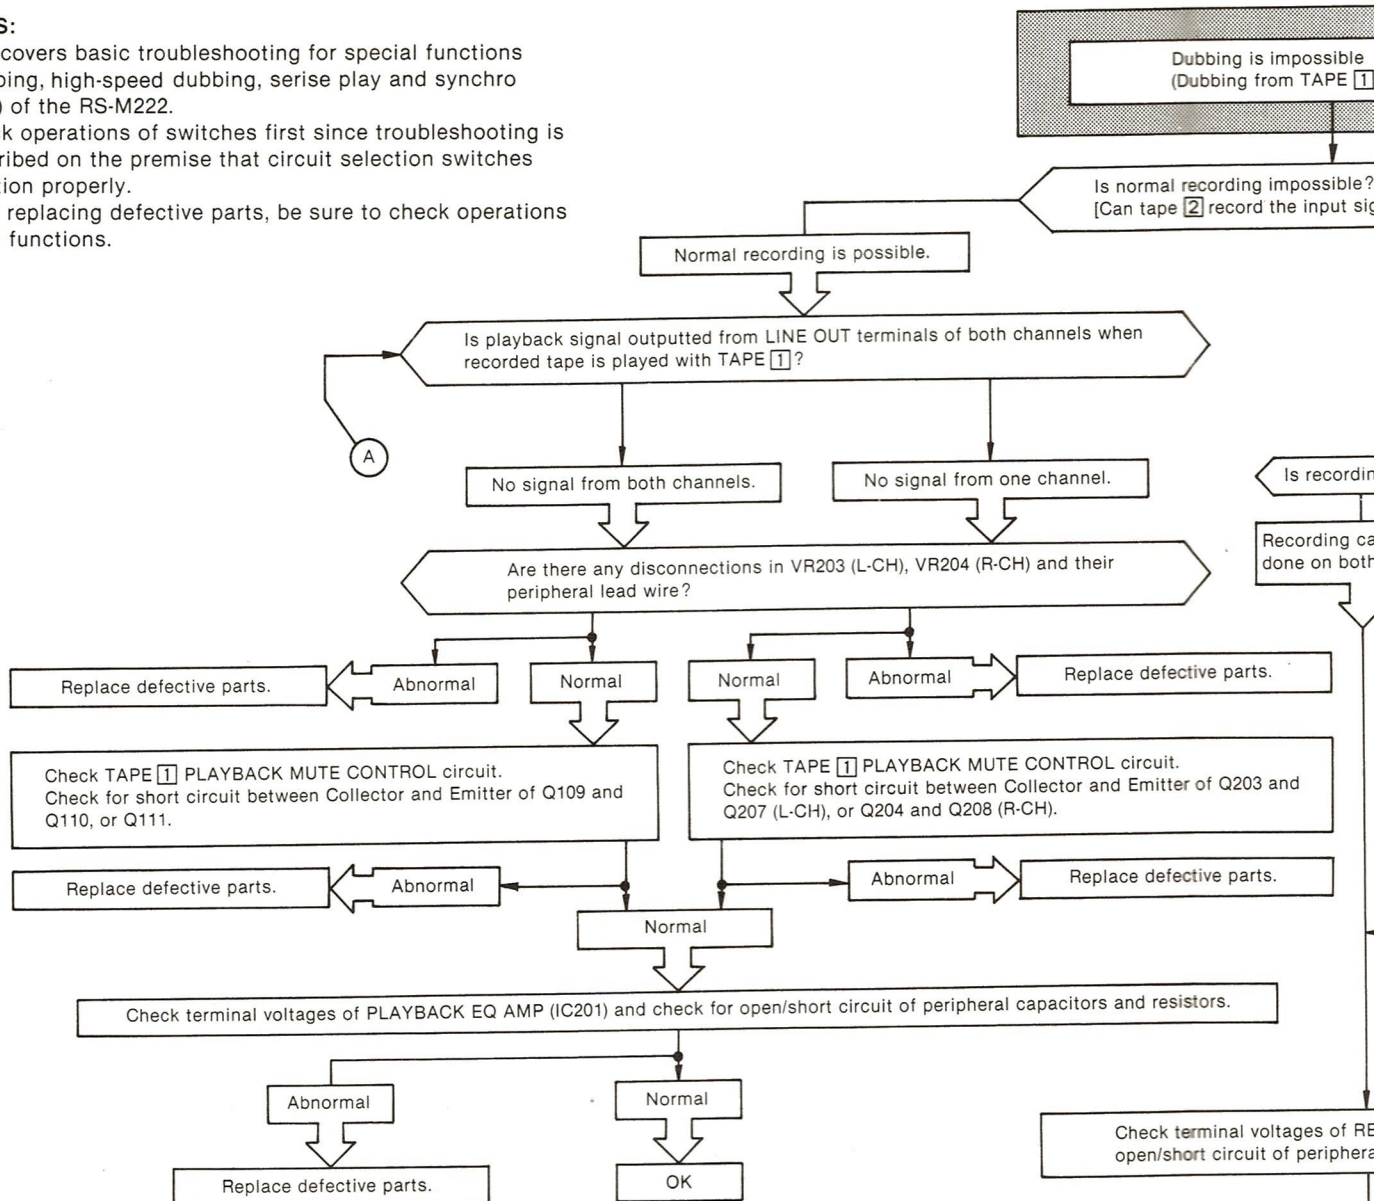 S:
covers basic troubleshooting for special functions
ing, high-speed dubbing, serise play and synchro
) of the RS-M222.
k operations of switches first since troubleshooting is
ribed on the premise that circuit selection switches
tion properly.
replacing defective parts, be sure to check operations
functions.
Dubbing is impossible
(Dubbing from TAPE 1
Is normal recording impossible?
[Can tape 2 record the input sig
Normal recording is possible.
Is playback signal outputted from LINE OUT terminals of both channels when
recorded tape is played with TAPE 1?
A
No signal from both channels.
No signal from one channel.
Is recordin
Recording ca
done on both
Are there any disconnections in VR203 (L-CH), VR204 (R-CH) and their
peripheral lead wire?
Replace defective parts.
Abnormal
Normal
Normal
Abnormal
Replace defective parts.
Check TAPE 1 PLAYBACK MUTE CONTROL circuit.
Check for short circuit between Collector and Emitter of Q109 and
Q110, or Q111.
Check TAPE 1 PLAYBACK MUTE CONTROL circuit.
Check for short circuit between Collector and Emitter of Q203 and
Q207 (L-CH), or Q204 and Q208 (R-CH).
Replace defective parts.
Abnormal
Abnormal
Replace defective parts.
Normal
Check terminal voltages of PLAYBACK EQ AMP (IC201) and check for open/short circuit of peripheral capacitors and resistors.
Abnormal
Normal
Replace defective parts.
OK
Check terminal voltages of RE
open/short circuit of periphera